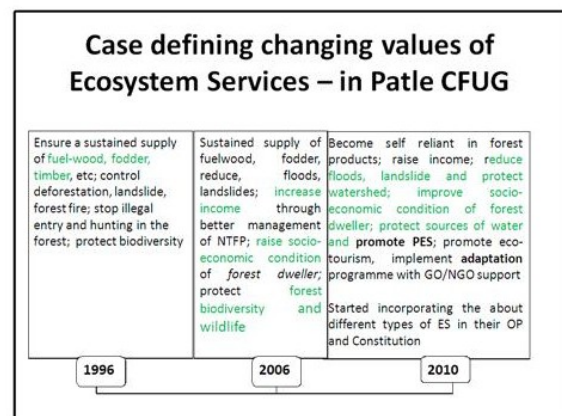 Case defining changing values of
Ecosystem Services – in Patle CFUG
Ensure a sustained supply
of fuel-wood, fodder,
timber, etc; control
deforestation, landslide,
forest fire; stop illegal
entry and hunting in the
forest; protect biodiversity
Sustained supply of
fuelwood, fodder,
reduce, floods,
landslides; increase
income through
better management
of NTFP; raise socio-
economic condition
of forest dweller;
protect forest
biodiversity and
wildlife
Become self reliant in forest
products; raise income; reduce
floods, landslide and protect
watershed; improve socio-
economic condition of forest
dweller; protect sources of water
and promote PES; promote eco-
tourism, implement adaptation
programme with GO/NGO support
Started incorporating the about
different types of ES in their OP
and Constitution
1996
2006
2010